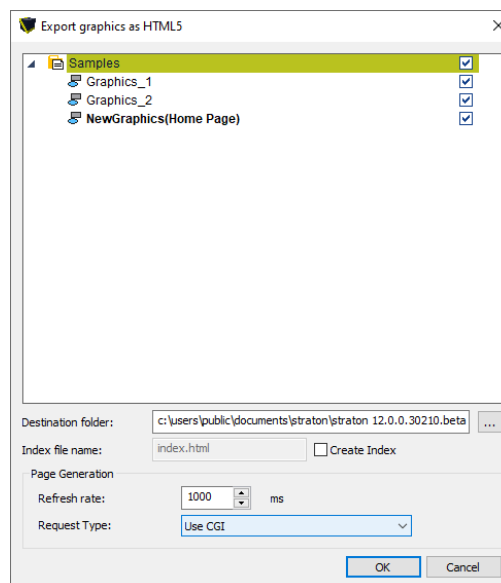 Export graphics as HTML5
Samples
Graphics_1
Graphics_2
NewGraphics(Home Page)
Destination folder: c:\users\public\documents\straton\straton 12.0.0.30210.beta ...
Index file name: index.html Create Index
Page Generation
Refresh rate: 1000 ms
Request Type: Use CGI
OK Cancel